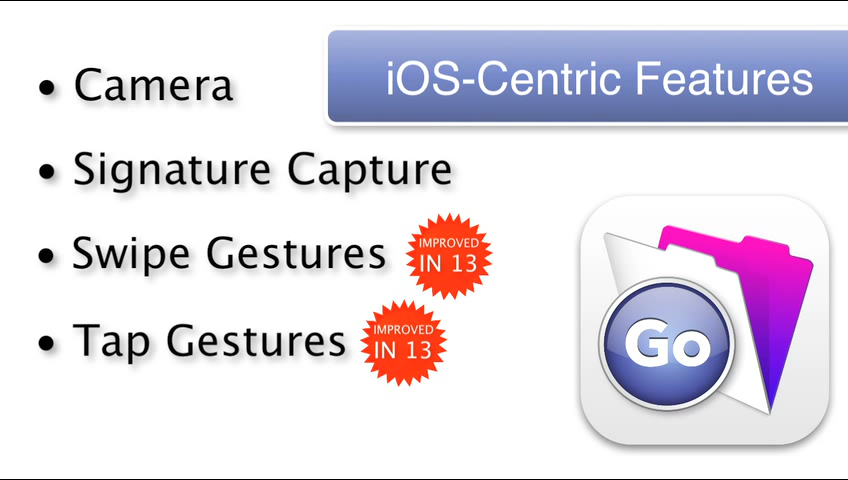 iOS-Centric Features
• Camera
• Signature Capture
• Swipe Gestures
IMPROVED
IN 13
• Tap Gestures
IMPROVED
IN 13
Go